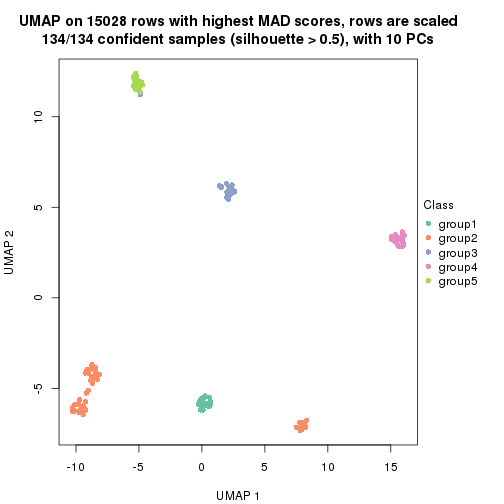 UMAP on 15028 rows with highest MAD scores, rows are scaled
134/134 confident samples (silhouette > 0.5), with 10 PCs
10
5
0
-5
UMAP 2
-10
-5
0
5
10
15
UMAP 1
Class
group1
group2
group3
group4
group5